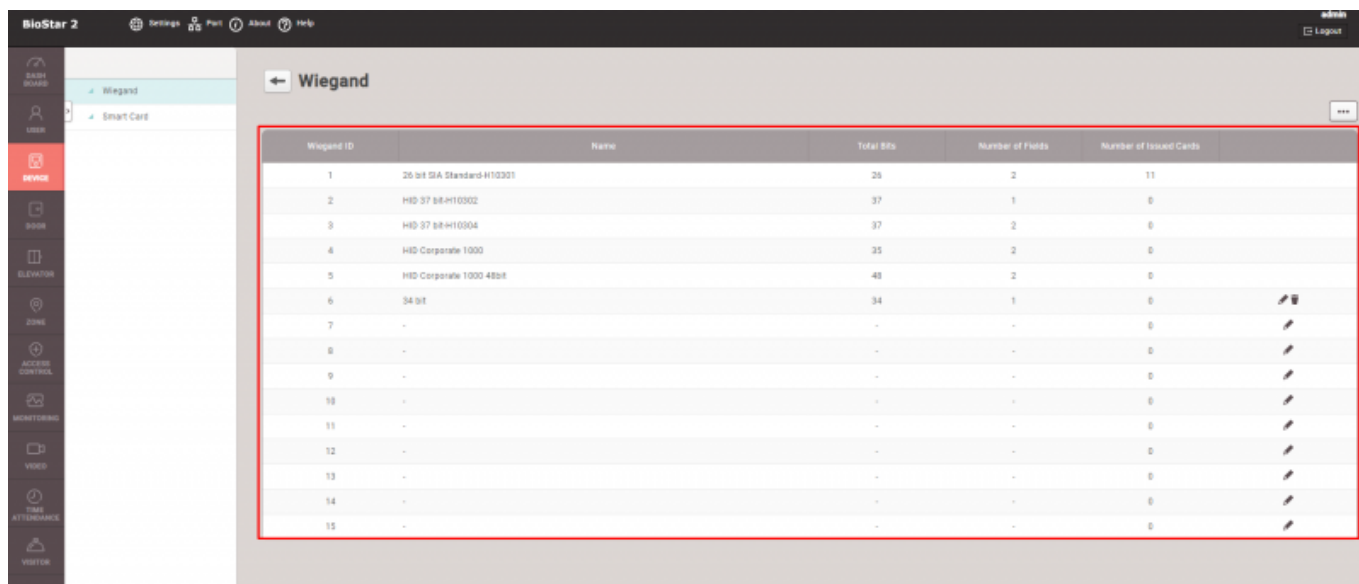 BioStar 2 Settings Port About Help admin
Logout
DASH
BOARD
USER
DEVICE
DOOR
ELEVATOR
ZONE
ACCESS
CONTROL
MONITORING
VIDEO
TIME
ATTENDANCE
VISITOR
Wiegand
Smart Card
Wiegand
Wiegand ID Name Total Bits Number of Fields Number of Issued Cards
1 26 bit SIA Standard-H10301 26 2 11
2 HID 37 bit-H10302 37 1 0
3 HID 37 bit-H10304 37 2 0
4 HID Corporate 1000 35 2 0
5 HID Corporate 1000 48bit 48 2 0
6 34 bit 34 1 0
7 - - - 0
8 - - - 0
9 - - - 0
10 - - - 0
11 - - - 0
12 - - - 0
13 - - - 0
14 - - - 0
15 - - - 0